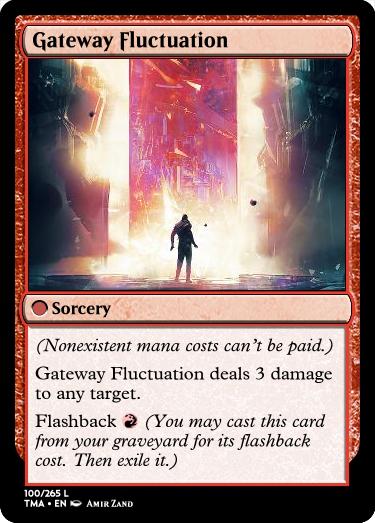 Gateway Fluctuation
Sorcery
(Nonexistent mana costs can't be paid.)
Gateway Fluctuation deals 3 damage
to any target.
Flashback (You may cast this card
from your graveyard for its flashback
cost. Then exile it.)
100/265 L
TMA • EN Amir Zand